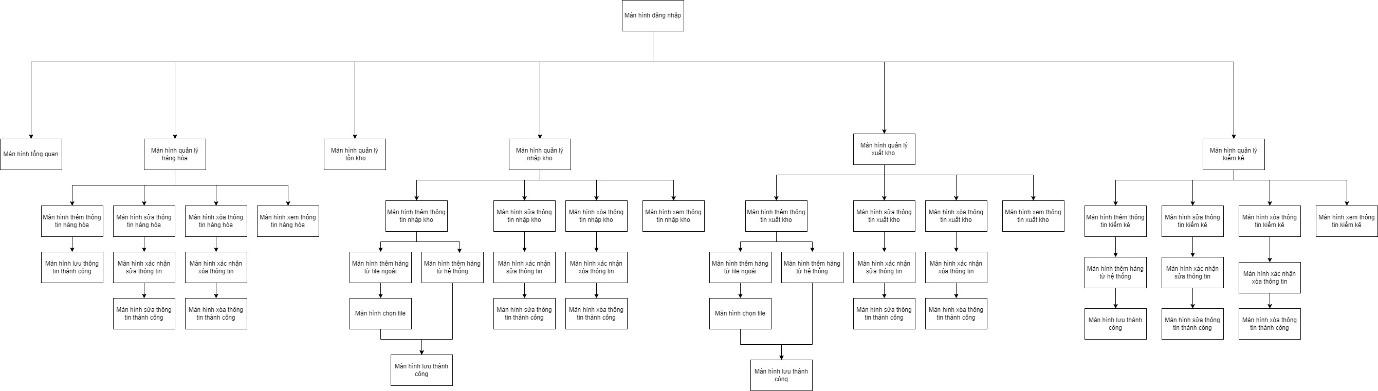 Màn hình đăng nhập
Màn hình tổng quan
Màn hình quản lý
hàng hóa
Màn hình quản lý
tồn kho
Màn hình quản lý
nhập kho
Màn hình quản lý
xuất kho
Màn hình quản lý
kiểm kê
Màn hình thêm thông
tin hàng hóa
Màn hình sữa thông
tin hàng hóa
Màn hình xóa thông
tin hàng hóa
Màn hình xem thông
tin hàng hóa
Màn hình thêm thông
tin nhập kho
Màn hình sữa thông
tin nhập kho
Màn hình xóa thông
tin nhập kho
Màn hình xem thông
tin nhập kho
Màn hình thêm thông
tin xuất kho
Màn hình sữa thông
tin xuất kho
Màn hình xóa thông
tin xuất kho
Màn hình xem thông
tin xuất kho
Màn hình thêm thông
tin kiểm kê
Màn hình sữa thông
tin kiểm kê
Màn hình xóa thông
tin kiểm kê
Màn hình xem thông
tin kiểm kê
Màn hình lưu thông
tin thành công
Màn hình xác nhận
sữa thông tin
Màn hình xác nhận
xóa thông tin
Màn hình thêm hàng
từ file ngoài
Màn hình thêm hàng
từ hệ thống
Màn hình xác nhận
sữa thông tin
Màn hình xác nhận
xóa thông tin
Màn hình thêm hàng
từ file ngoài
Màn hình thêm hàng
từ hệ thống
Màn hình xác nhận
sữa thông tin
Màn hình xác nhận
xóa thông tin
Màn hình thêm hàng
từ hệ thống
Màn hình xác nhận
sữa thông tin
Màn hình xác nhận
xóa thông tin
Màn hình sữa thông
tin thành công
Màn hình xóa thông
tin thành công
Màn hình chọn file
Màn hình sữa thông
tin thành công
Màn hình xóa thông
tin thành công
Màn hình chọn file
Màn hình sữa thông
tin thành công
Màn hình xóa thông
tin thành công
Màn hình lưu thành
công
Màn hình sữa thông
tin thành công
Màn hình xóa thông
tin thành công
Màn hình lưu thành
công
Màn hình lưu thành
công